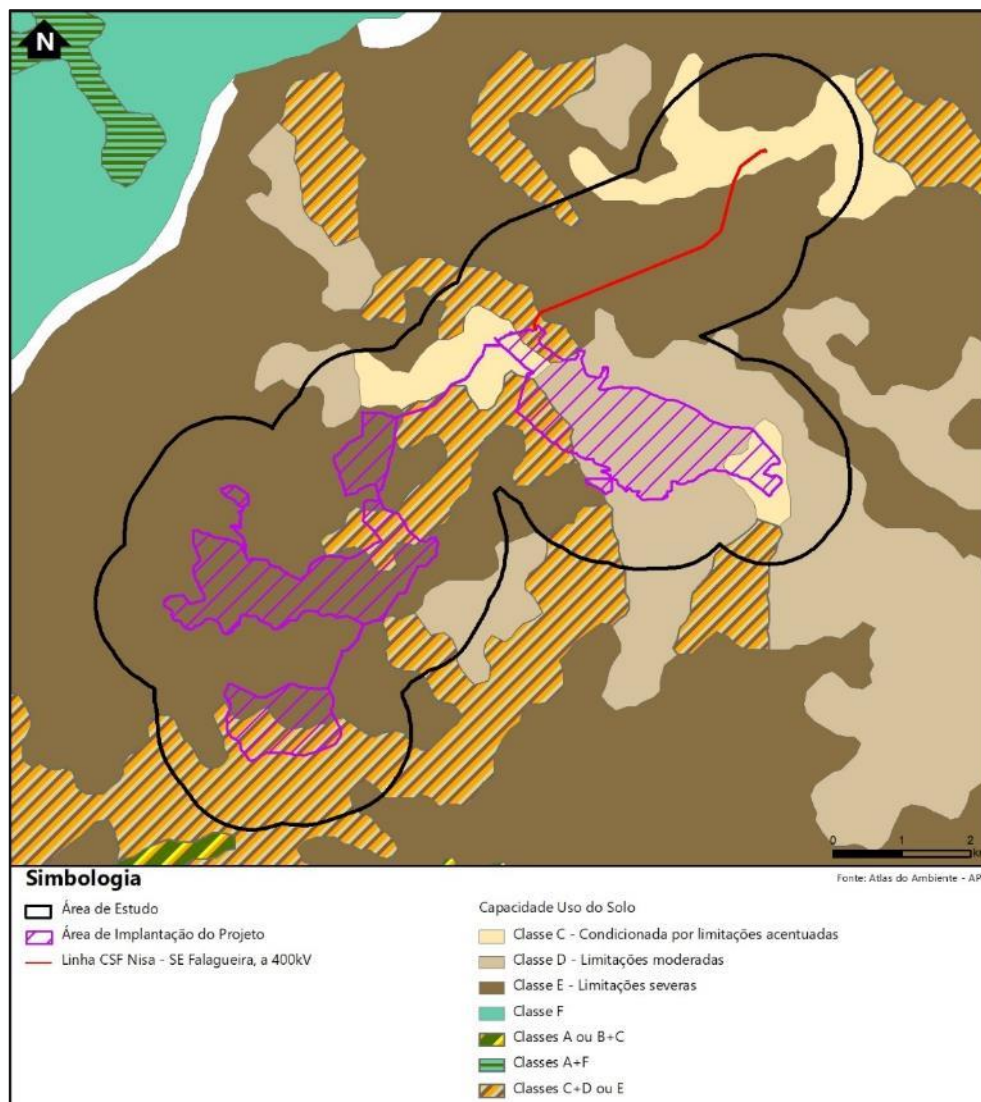 N
0 1 2
km
Fonte: Atlas do Ambiente - AP
Simbologia
Área de Estudo
Área de Implantação do Projeto
Linha CSF Nisa - SE Falagueira, a 400kV
Capacidade Uso do Solo
Classe C - Condicionada por limitações acentuadas
Classe D - Limitações moderadas
Classe E - Limitações severas
Classe F
Classes A ou B+C
Classes A+F
Classes C+D ou E